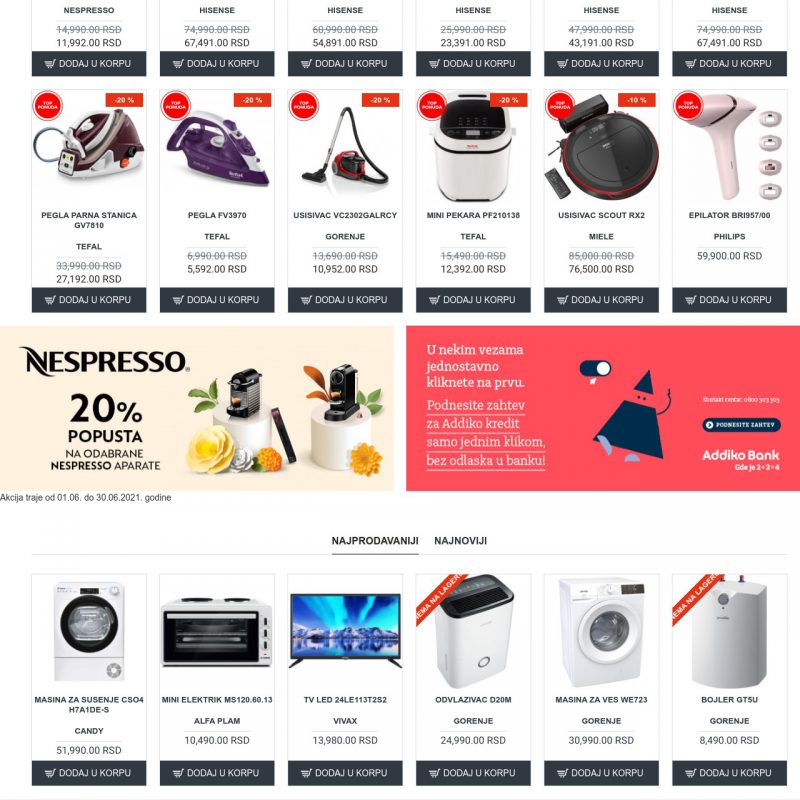 NESPRESSO
14,990.00 RSD
11,992.00 RSD
DODAJ U KORPU
HISENSE
74,990.00 RSD
67,491.00 RSD
DODAJ U KORPU
HISENSE
60,990.00 RSD
54,891.00 RSD
DODAJ U KORPU
HISENSE
25,990.00 RSD
23,391.00 RSD
DODAJ U KORPU
HISENSE
47,990.00 RSD
43,191.00 RSD
DODAJ U KORPU
HISENSE
74,990.00 RSD
67,491.00 RSD
DODAJ U KORPU
TOP
PONUDA
-20 %
PEGLA PARNA STANICA
GV7810
TEFAL
33,990.00 RSD
27,192.00 RSD
DODAJ U KORPU
TOP
PONUDA
-20 %
PEGLA FV3970
TEFAL
6,990.00 RSD
5,592.00 RSD
DODAJ U KORPU
TOP
PONUDA
-20 %
USISIVAC VC2302GALRCY
GORENJE
13,690.00 RSD
10,952.00 RSD
DODAJ U KORPU
TOP
PONUDA
-20 %
MINI PEKARA PF210138
TEFAL
15,490.00 RSD
12,392.00 RSD
DODAJ U KORPU
TOP
PONUDA
-10 %
USISIVAC SCOUT RX2
MIELE
85,000.00 RSD
76,500.00 RSD
DODAJ U KORPU
TOP
PONUDA
EPILATOR BRI957/00
PHILIPS
59,900.00 RSD
DODAJ U KORPU
NESPRESSO
20%
POPUSTA
NA ODABRANE
NESPRESSO APARATE
U nekim vezama
jednostavno
kliknete na prvu.
Podnesite zahtev
za Addiko kredit
samo jednim klikom,
bez odlaska u banku!
Kontakt centar: 0800 303 303
PODNESITE ZAHTEV
Addiko Bank
Gde je 2+2=4
Akcija traje od 01.06. do 30.06.2021. godine
NAJPRODAVANIJI NAJNOVIJI
MASINA ZA SUSENJE CSO4
H7A1DE-S
CANDY
51,990.00 RSD
DODAJ U KORPU
MINI ELEKTRIK MS120.60.13
ALFA PLAM
10,490.00 RSD
DODAJ U KORPU
TV LED 24LE113T2S2
VIVAX
13,980.00 RSD
DODAJ U KORPU
NEMA NA LAGERU
ODVLAZIVAC D20M
GORENJE
24,990.00 RSD
DODAJ U KORPU
MASINA ZA VES WE723
GORENJE
30,990.00 RSD
DODAJ U KORPU
NEMA NA LAGERU
BOJLER GT5U
GORENJE
8,490.00 RSD
DODAJ U KORPU